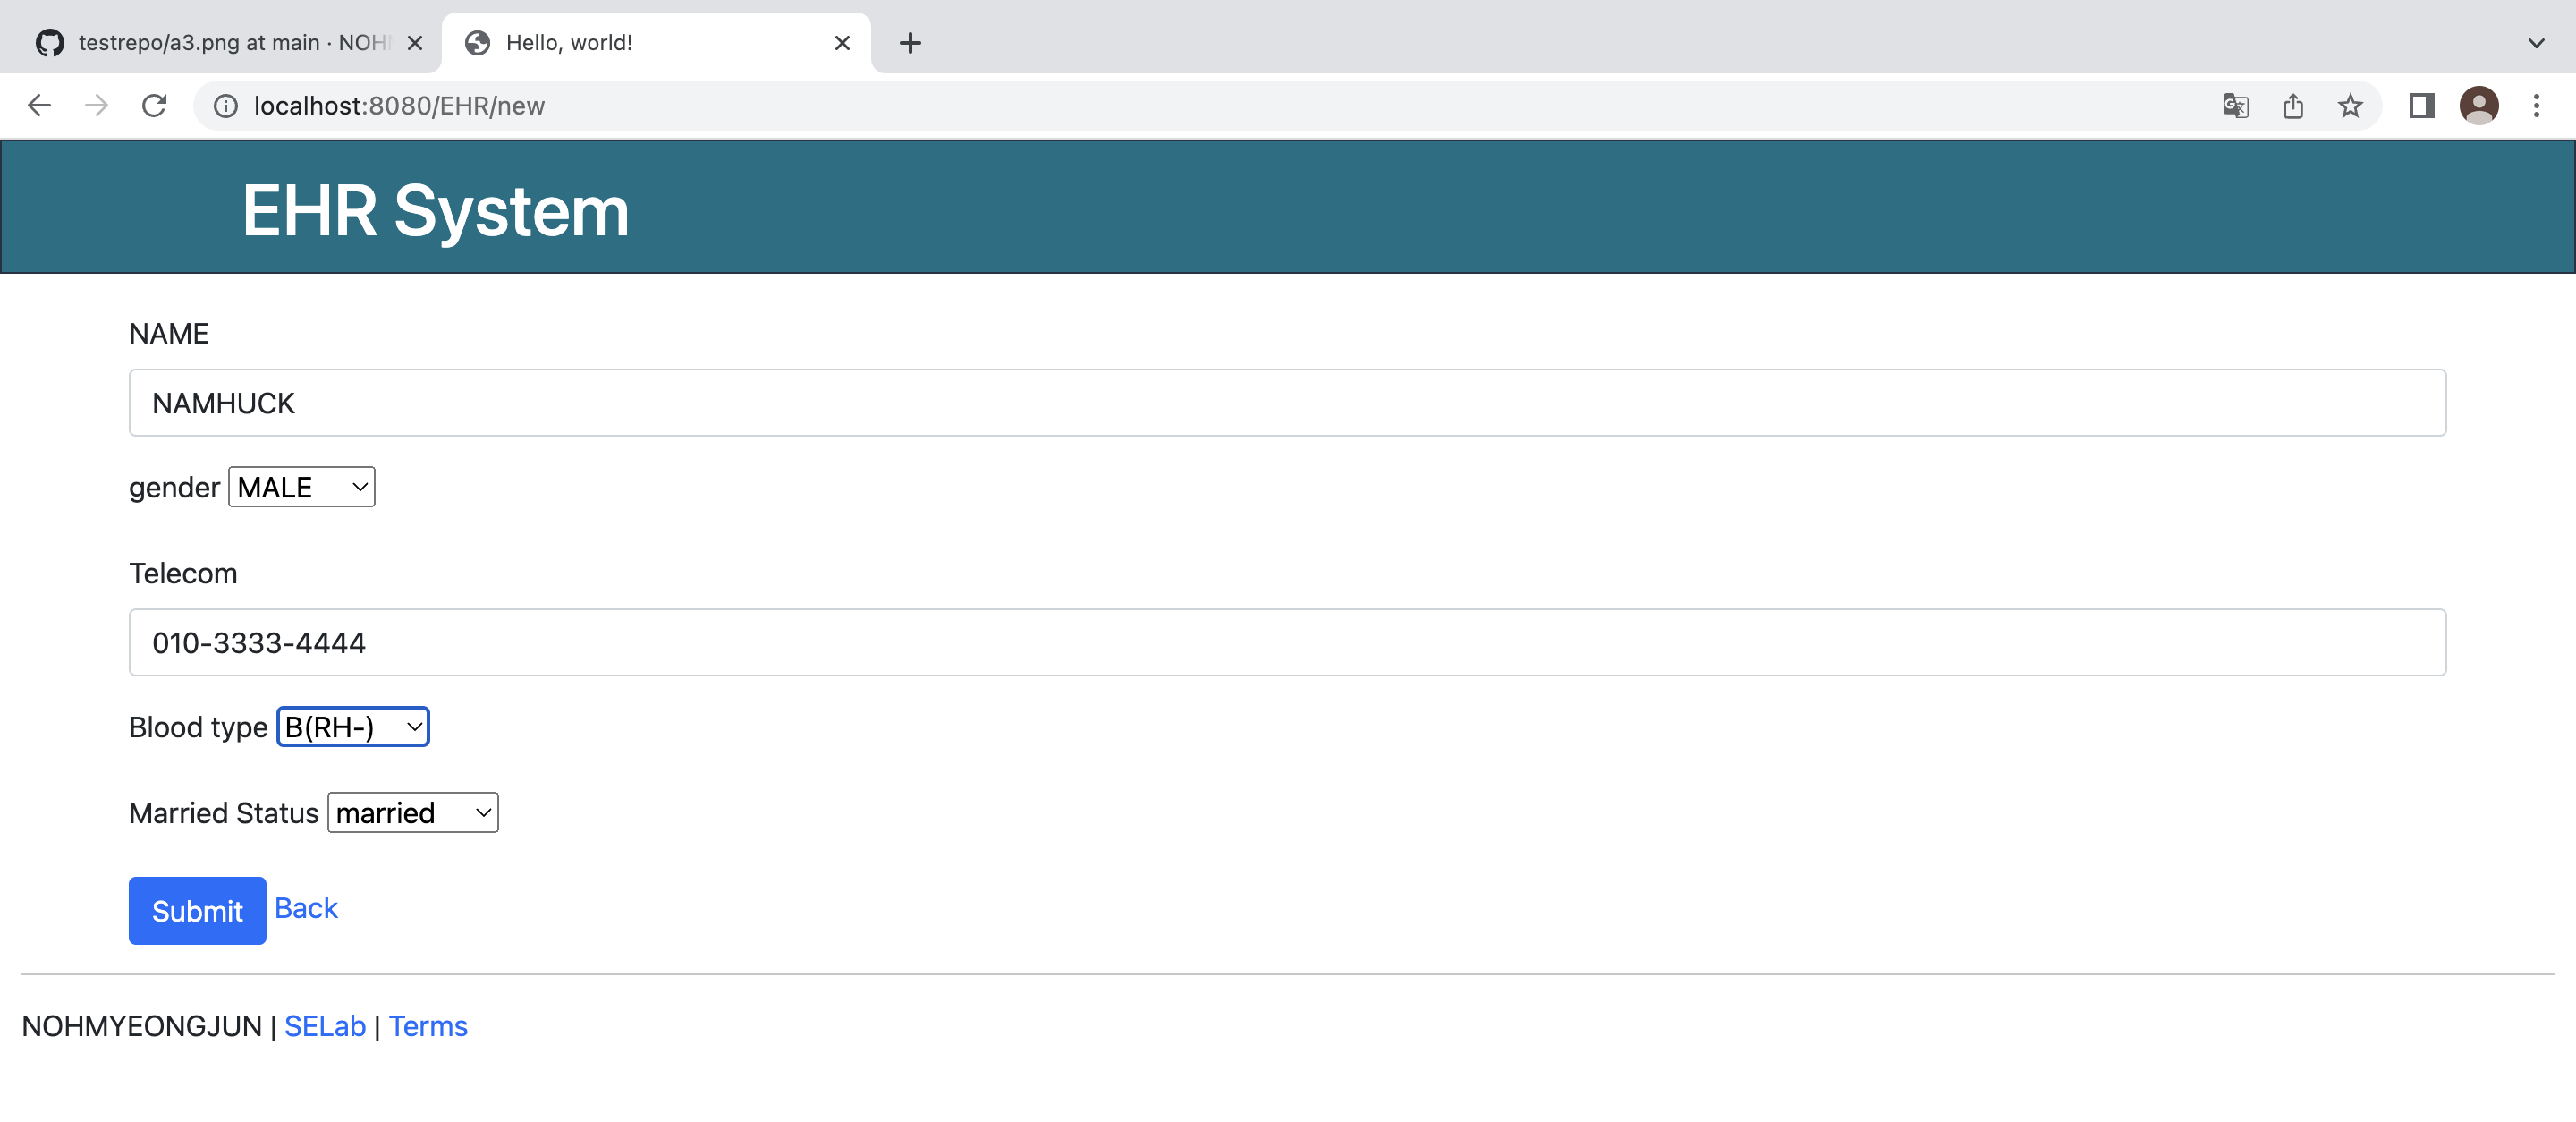 testrepo/a3.png at main · NOH
Hello, world!
localhost:8080/EHR/new
EHR System
NAME
NAMHUCK
gender MALE
Telecom
010-3333-4444
Blood type B(RH-)
Married Status married
Submit Back
NOHMYEONGJUN | SELab | Terms